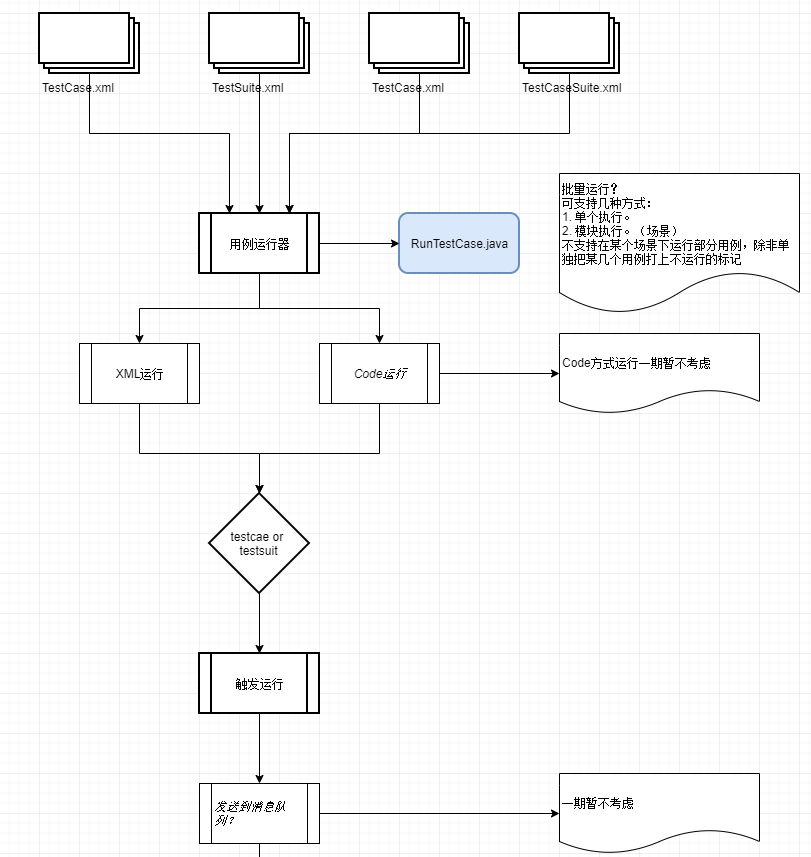 TestCase.xml
TestSuite.xml
TestCase.xml
TestCaseSuite.xml
批量运行？
可支持几种方式：
1. 单个执行。
2. 模块执行。（场景）
不支持在某个场景下运行部分用例，除非单
独把某几个用例打上不运行的标记
用例运行器
RunTestCase.java
XML运行
Code运行
Code方式运行一期暂不考虑
testcae or
testsuit
触发运行
发送到消息队
列？
一期暂不考虑